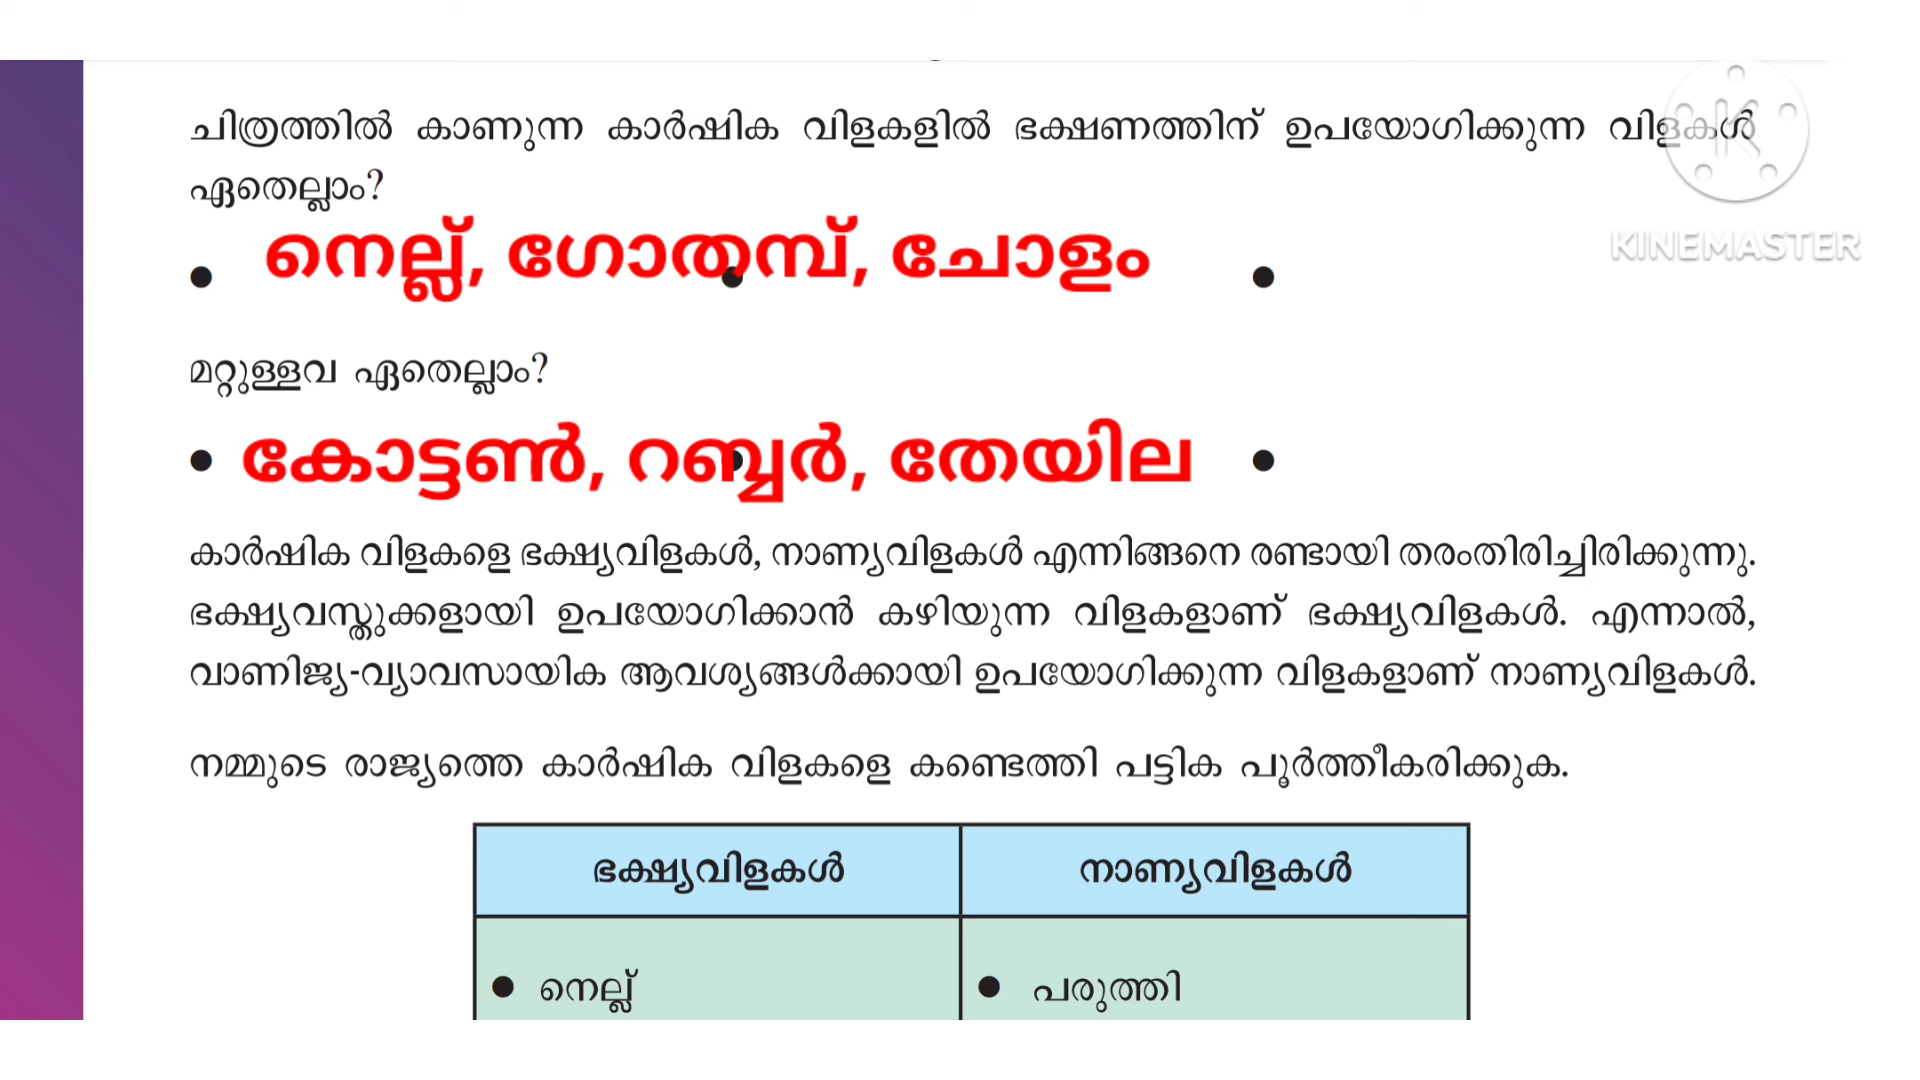 ചിത്രത്തിൽ കാണുന്ന കാർഷിക വിളകളിൽ ഭക്ഷണത്തിന് ഉപയോഗിക്കുന്ന വിളകൾ
ഏതെല്ലാം?
• നെല്ല്, ഗോതമ്പ്, ചോളം
മറ്റുള്ളവ ഏതെല്ലാം?
• കോട്ടൺ, റബ്ബർ, തേയില
കാർഷിക വിളകളെ ഭക്ഷ്യവിളകൾ, നാണ്യവിളകൾ എന്നിങ്ങനെ രണ്ടായി തരംതിരിച്ചിരിക്കുന്നു.
ഭക്ഷ്യവസ്തുക്കളായി ഉപയോഗിക്കാൻ കഴിയുന്ന വിളകളാണ് ഭക്ഷ്യവിളകൾ. എന്നാൽ,
വാണിജ്യ-വ്യാവസായിക ആവശ്യങ്ങൾക്കായി ഉപയോഗിക്കുന്ന വിളകളാണ് നാണ്യവിളകൾ.
നമ്മുടെ രാജ്യത്തെ കാർഷിക വിളകളെ കണ്ടെത്തി പട്ടിക പൂർത്തീകരിക്കുക.
ഭക്ഷ്യവിളകൾ നാണ്യവിളകൾ
• നെല്ല് • പരുത്തി
K
KINEMASTER